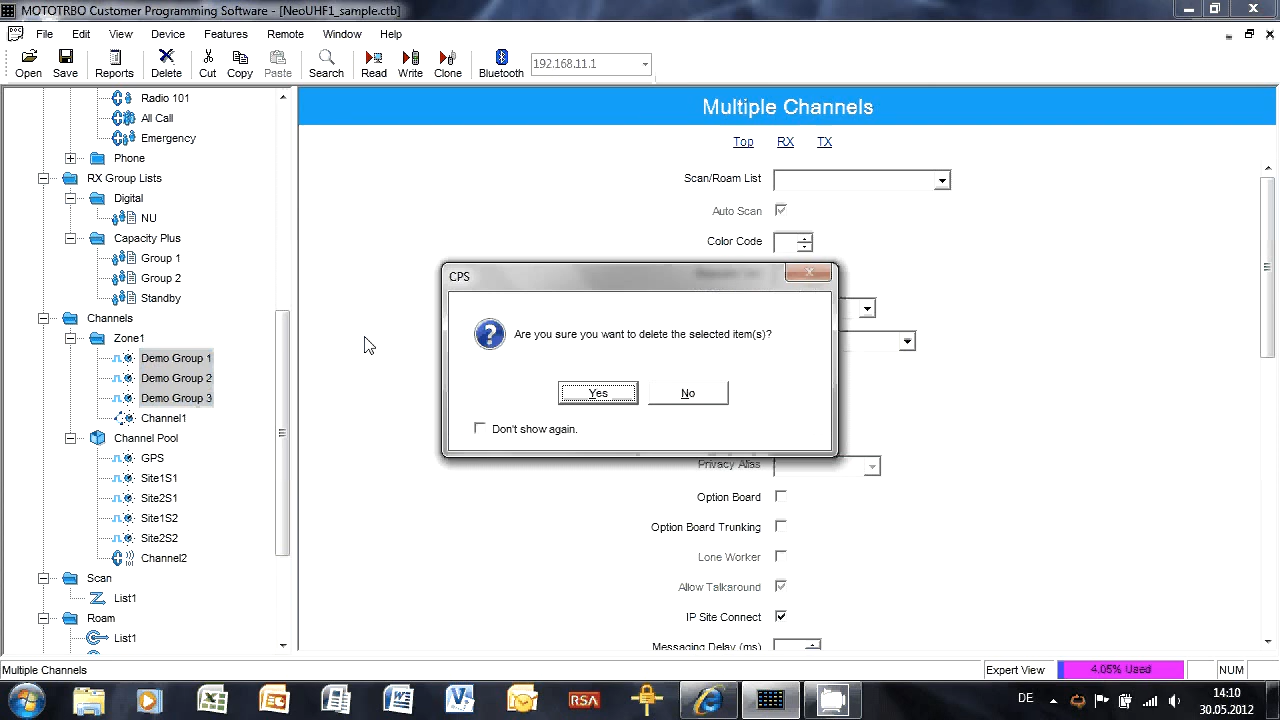 MOTOTRBO Customer Programming Software - [NeoUHF1_sample.ctb]
File Edit View Device Features Remote Window Help
Open Save Reports Delete Cut Copy Paste Search Read Write Clone Bluetooth 192.168.11.1
Radio 101
All Call
Emergency
Phone
RX Group Lists
Digital
NU
Capacity Plus
Group 1
Group 2
Standby
Channels
Zone1
Demo Group 1
Demo Group 2
Demo Group 3
Channel1
Channel Pool
GPS
Site1S1
Site2S1
Site1S2
Site2S2
Channel2
Scan
List1
Roam
List1
Multiple Channels
Top RX TX
Scan/Roam List
Auto Scan
Color Code
CPS
Are you sure you want to delete the selected item(s)?
Yes No
Don't show again.
Privacy Alias
Option Board
Option Board Trunking
Lone Worker
Allow Talkaround
IP Site Connect
Messaging Delay (ms)
Multiple Channels
Expert View 4.05% Used NUM
RSA
DE
14:10
30.05.2012